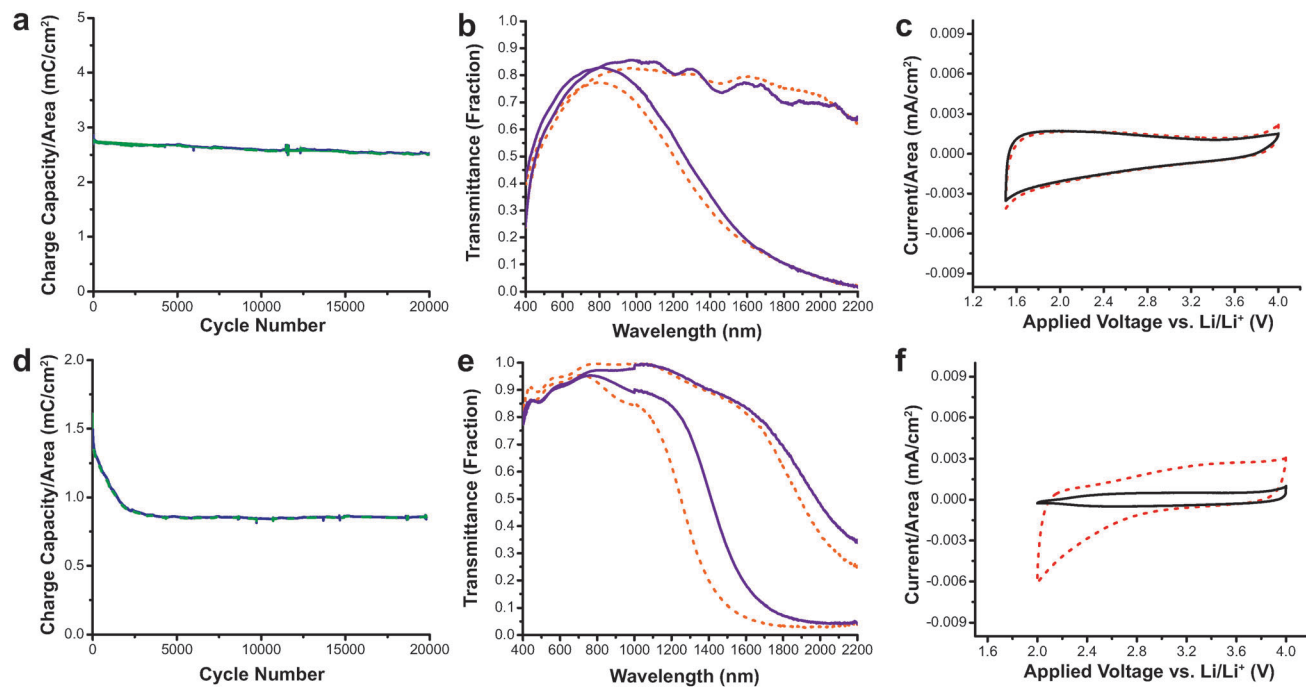 a
Charge Capacity/Area (mC/cm²)
5
4
3
2
1
0
0 5000 10000 15000 20000
Cycle Number
b
Transmittance (Fraction)
1.0
0.9
0.8
0.7
0.6
0.5
0.4
0.3
0.2
0.1
0.0
400 600 800 1000 1200 1400 1600 1800 2000 2200
Wavelength (nm)
c
Current/Area (mA/cm²)
0.009
0.006
0.003
0.000
-0.003
-0.006
-0.009
1.2 1.6 2.0 2.4 2.8 3.2 3.6 4.0
Applied Voltage vs. Li/Li⁺ (V)
d
Charge Capacity/Area (mC/cm²)
2.0
1.5
1.0
0.5
0.0
0 5000 10000 15000 20000
Cycle Number
e
Transmittance (Fraction)
1.0
0.9
0.8
0.7
0.6
0.5
0.4
0.3
0.2
0.1
0.0
400 600 800 1000 1200 1400 1600 1800 2000 2200
Wavelength (nm)
f
Current/Area (mA/cm²)
0.009
0.006
0.003
0.000
-0.003
-0.006
-0.009
1.6 2.0 2.4 2.8 3.2 3.6 4.0
Applied Voltage vs. Li/Li⁺ (V)